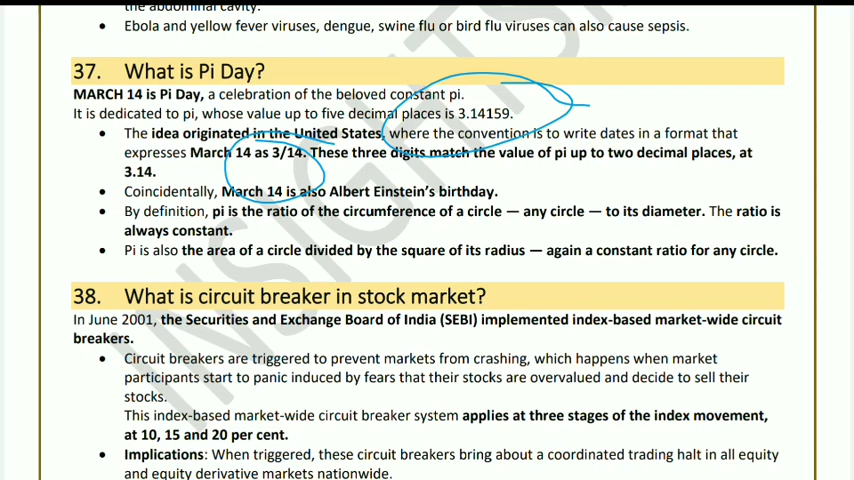 the abdominal cavity.
• Ebola and yellow fever viruses, dengue, swine flu or bird flu viruses can also cause sepsis.
37. What is Pi Day?
MARCH 14 is Pi Day, a celebration of the beloved constant pi.
It is dedicated to pi, whose value up to five decimal places is 3.14159.
• The idea originated in the United States, where the convention is to write dates in a format that
expresses March 14 as 3/14. These three digits match the value of pi up to two decimal places, at
3.14.
• Coincidentally, March 14 is also Albert Einstein's birthday.
• By definition, pi is the ratio of the circumference of a circle — any circle — to its diameter. The ratio is
always constant.
• Pi is also the area of a circle divided by the square of its radius — again a constant ratio for any circle.
38. What is circuit breaker in stock market?
In June 2001, the Securities and Exchange Board of India (SEBI) implemented index-based market-wide circuit
breakers.
• Circuit breakers are triggered to prevent markets from crashing, which happens when market
participants start to panic induced by fears that their stocks are overvalued and decide to sell their
stocks.
This index-based market-wide circuit breaker system applies at three stages of the index movement,
at 10, 15 and 20 per cent.
• Implications: When triggered, these circuit breakers bring about a coordinated trading halt in all equity
and equity derivative markets nationwide.
INSIGHTS